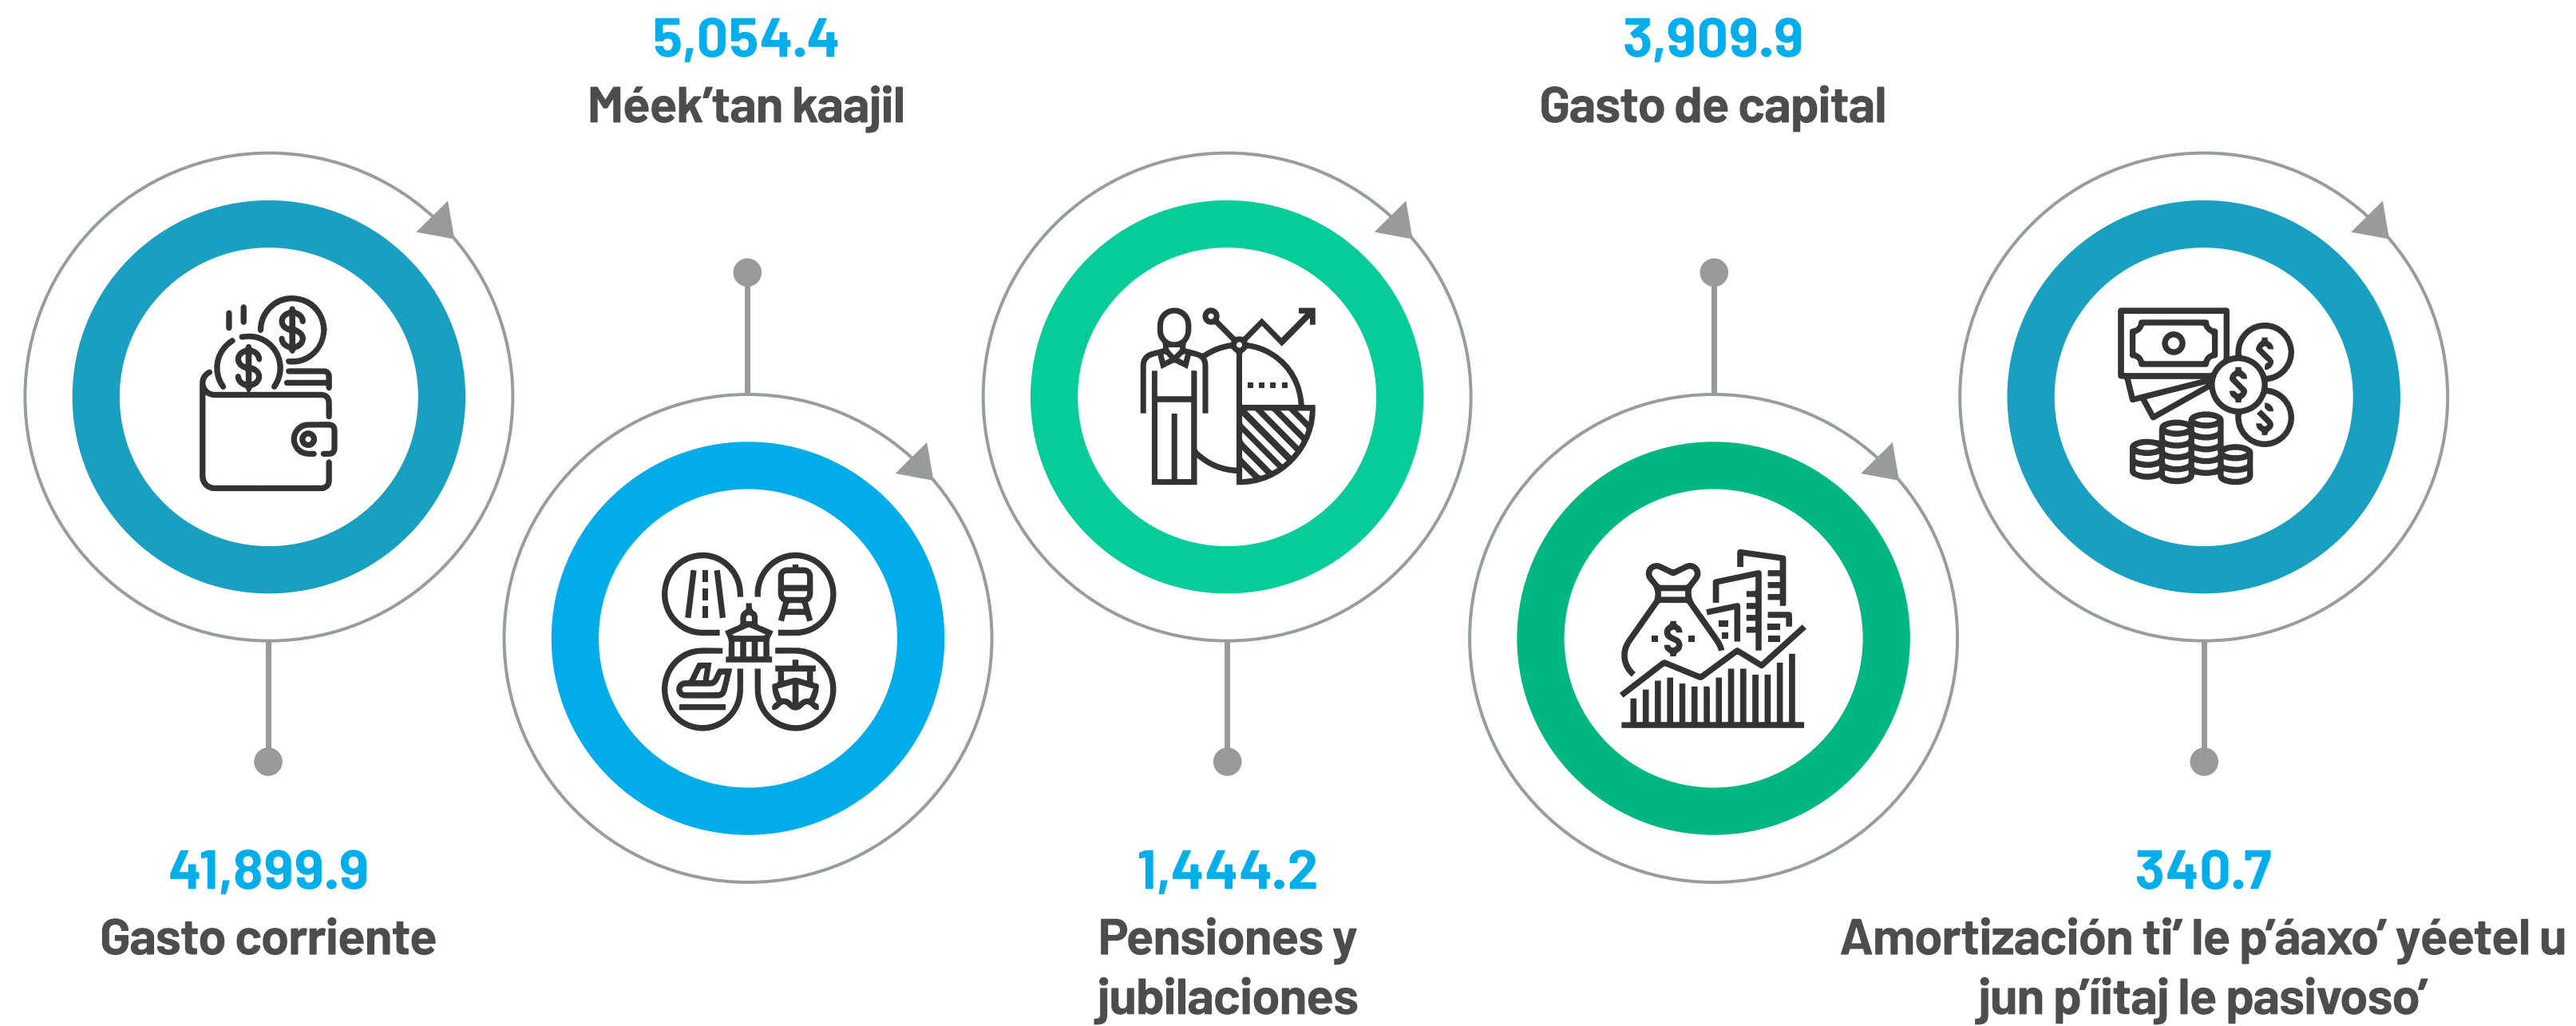 5,054.4
Méek’tan kaajil
3,909.9
Gasto de capital
41,899.9
Gasto corriente
1,444.2
Pensiones y
jubilaciones
340.7
Amortización ti’ le p’áaxo’ yéetel u
jun p’íitaj le pasivoso’